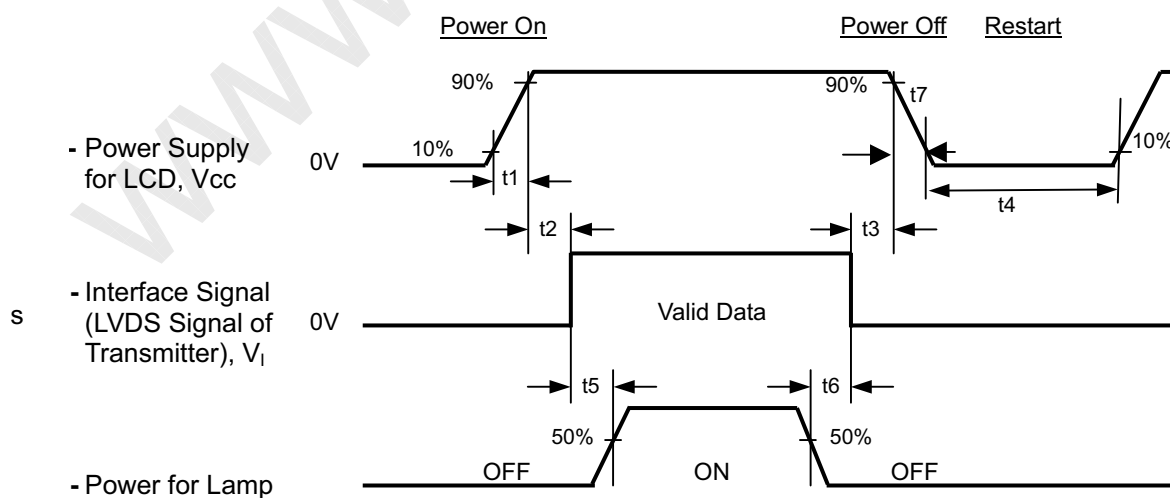 www
Power On
Power Off Restart
90%
90%
t7
- Power Supply
for LCD, Vcc
0V
10%
10%
t1
t4
t2
t3
s
- Interface Signal
(LVDS Signal of
Transmitter), VI
0V
Valid Data
t5
t6
50%
50%
- Power for Lamp
OFF
ON
OFF